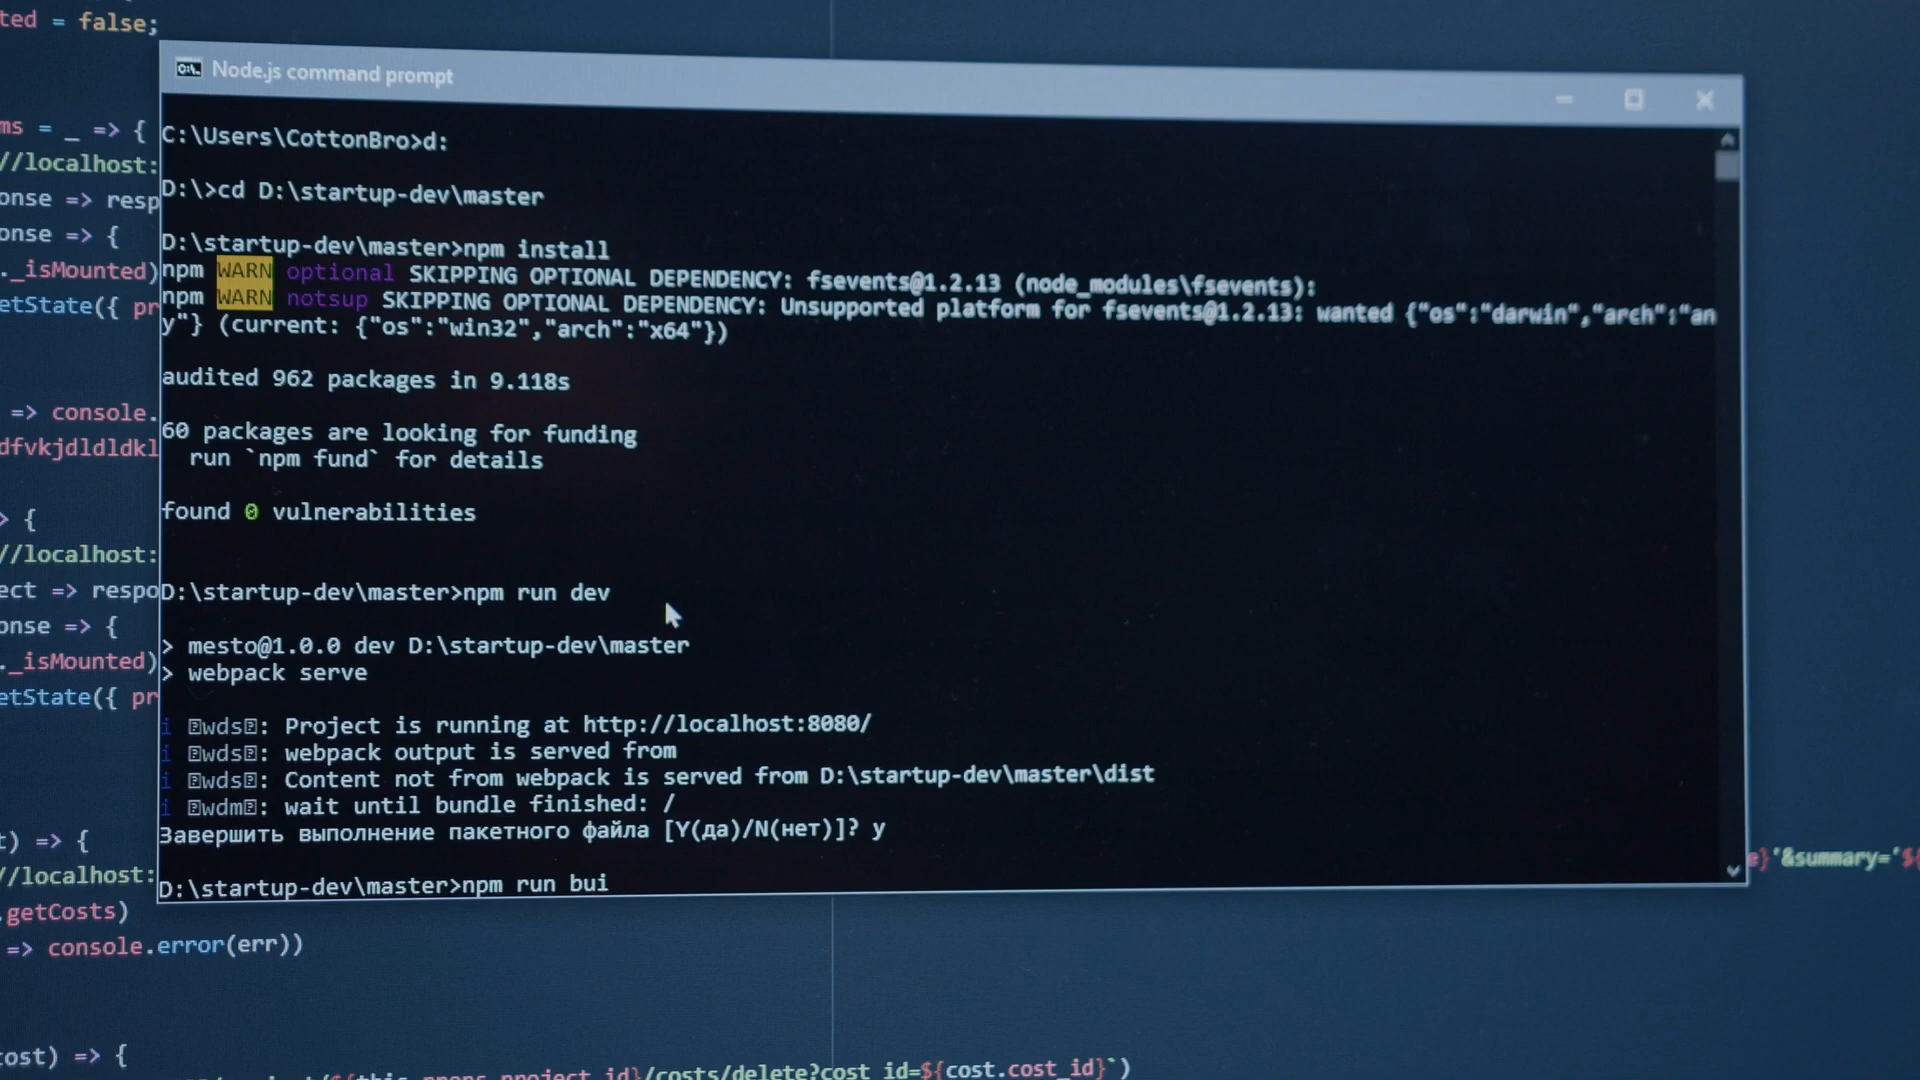 ted = false;
Node.js command prompt
ms = _ => {
//localhost:
onse => resp
onse => {
._isMounted)
etState({ pr
=> console.
dfvkjdldldkl
> {
//localhost:
ect => respo
onse => {
._isMounted)
etState({ pr
t) => {
//localhost:
.getCosts)
=> console.error(err))
cost) => {
C:\Users\CottonBro>d:
D:\>cd D:\startup-dev\master
D:\startup-dev\master>npm install
npm WARN optional SKIPPING OPTIONAL DEPENDENCY: fsevents@1.2.13 (node_modules\fsevents):
npm WARN notsup SKIPPING OPTIONAL DEPENDENCY: Unsupported platform for fsevents@1.2.13: wanted {"os":"darwin","arch":"an
y"} (current: {"os":"win32","arch":"x64"})
audited 962 packages in 9.118s
60 packages are looking for funding
run `npm fund` for details
found 0 vulnerabilities
D:\startup-dev\master>npm run dev
> mesto@1.0.0 dev D:\startup-dev\master
> webpack serve
i wds: Project is running at http://localhost:8080/
i wds: webpack output is served from
i wds: Content not from webpack is served from D:\startup-dev\master\dist
i wdm: wait until bundle finished: /
Завершить выполнение пакетного файла [Y(да)/N(нет)]? y
D:\startup-dev\master>npm run bui
e}'&summary='${
${this.props.project_id}/costs/delete?cost_id=${cost.cost_id}`)